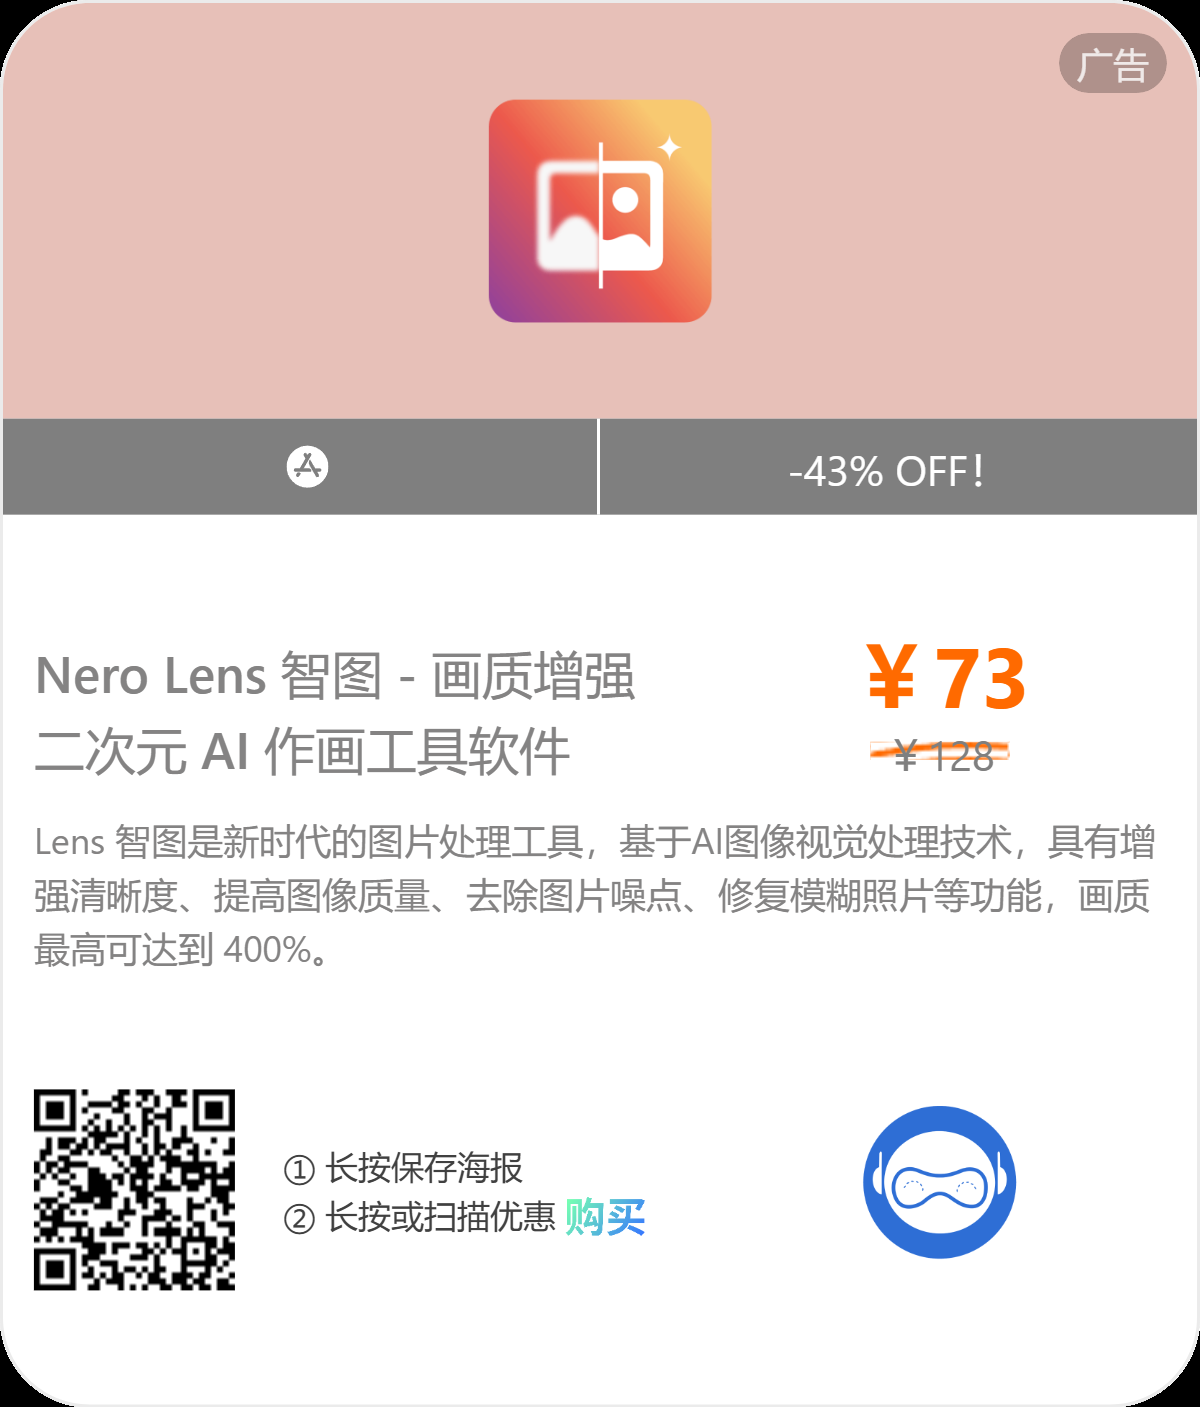 广告
-43% OFF!
Nero Lens 智图 - 画质增强
二次元 AI 作画工具软件
¥ 73
¥ 128
Lens 智图是新时代的图片处理工具，基于AI图像视觉处理技术，具有增
强清晰度、提高图像质量、去除图片噪点、修复模糊照片等功能，画质
最高可达到 400%。
① 长按保存海报
② 长按或扫描优惠 购买